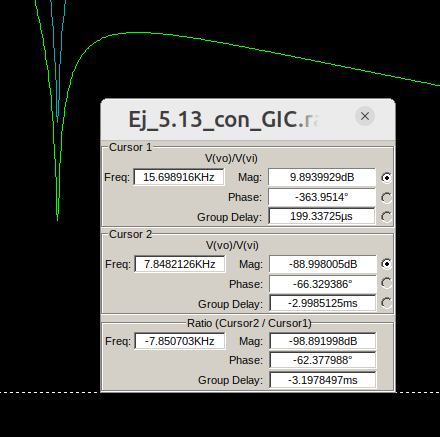 Ej_5.13_con_GIC.ra
Cursor 1
V(vo)/V(vi)
Freq: 15.698916KHz Mag: 9.8939929dB
Phase: -363.9514°
Group Delay: 199.33725µs
Cursor 2
V(vo)/V(vi)
Freq: 7.8482126KHz Mag: -88.998005dB
Phase: -66.329386°
Group Delay: -2.9985125ms
Ratio (Cursor2 / Cursor1)
Freq: -7.850703KHz Mag: -98.891998dB
Phase: -62.377988°
Group Delay: -3.1978497ms